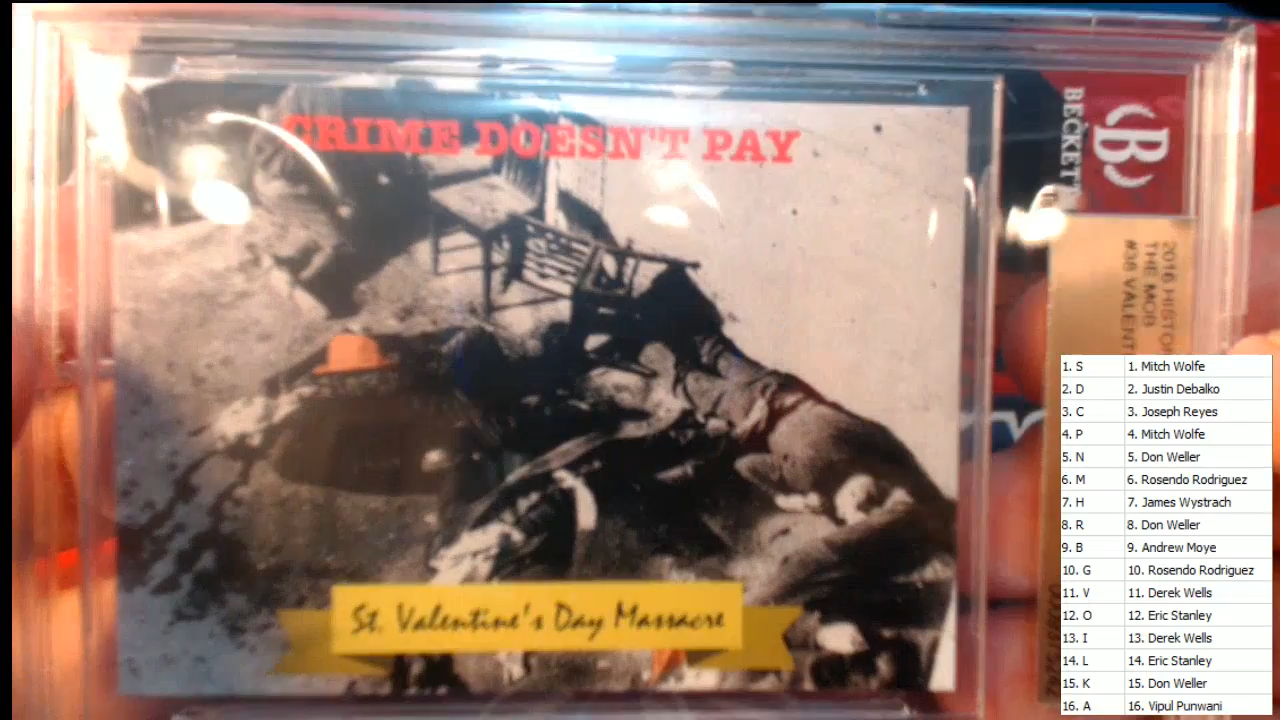 CRIME DOESN'T PAY
St. Valentine's Day Massacre
BECKETT
B
2016 HISTOR
THE MOB
#36 VALENT
1. S 1. Mitch Wolfe
2. D 2. Justin Debalko
3. C 3. Joseph Reyes
4. P 4. Mitch Wolfe
5. N 5. Don Weller
6. M 6. Rosendo Rodriguez
7. H 7. James Wystrach
8. R 8. Don Weller
9. B 9. Andrew Moye
10. G 10. Rosendo Rodriguez
11. V 11. Derek Wells
12. O 12. Eric Stanley
13. I 13. Derek Wells
14. L 14. Eric Stanley
15. K 15. Don Weller
16. A 16. Vipul Punwani